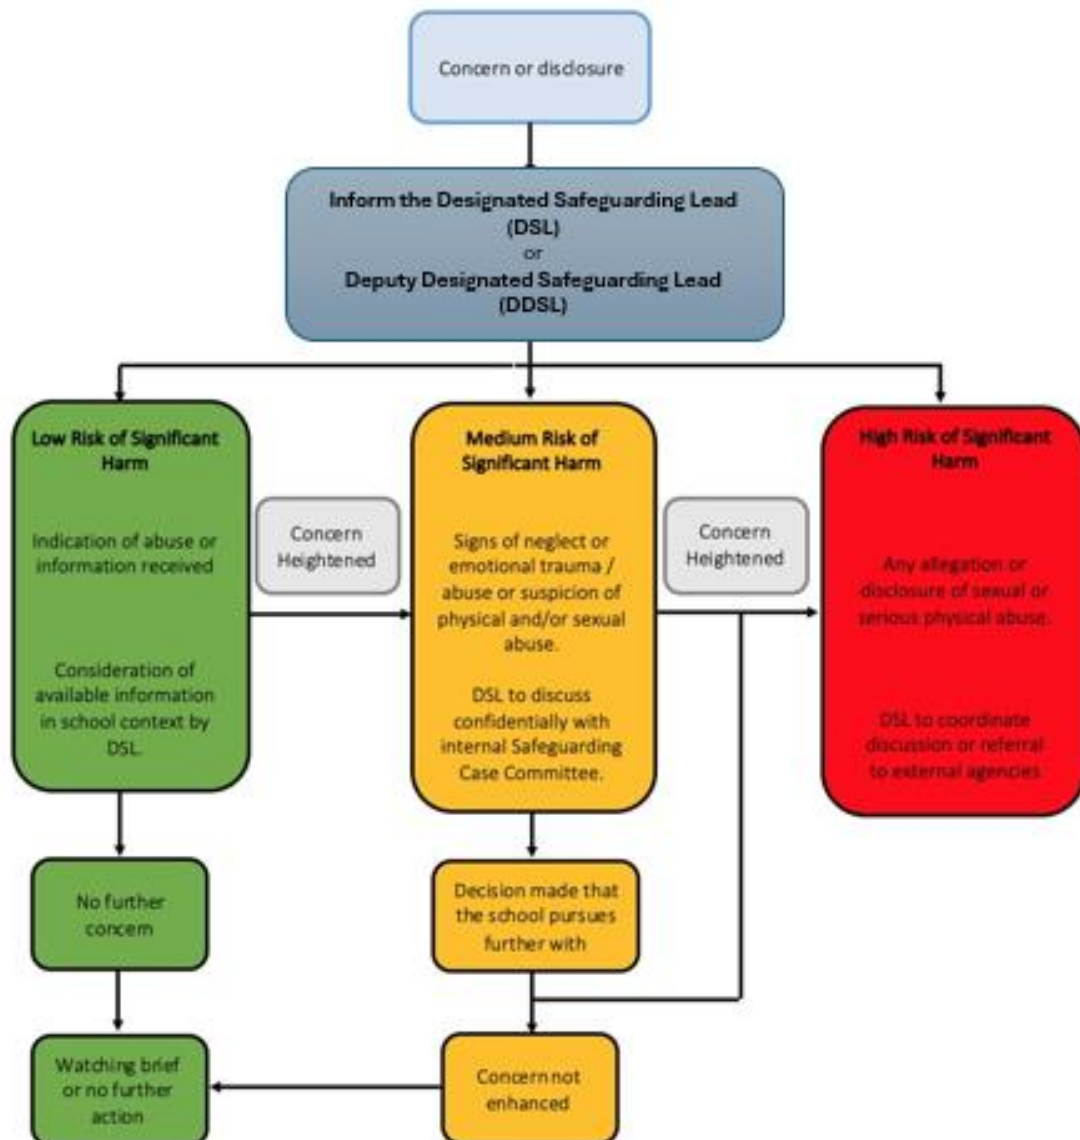 Concern or disclosure
Inform the Designated Safeguarding Lead
(DSL)
or
Deputy Designated Safeguarding Lead
(DDSL)
Low Risk of Significant
Harm
Indication of abuse or
information received
Consideration of
available information
in school context by
DSL.
Concern
Heightened
Medium Risk of
Significant Harm
Signs of neglect or
emotional trauma /
abuse or suspicion of
physical and/or sexual
abuse.
DSL to discuss
confidentially with
internal Safeguarding
Case Committee.
Concern
Heightened
High Risk of Significant
Harm
Any allegation or
disclosure of sexual or
serious physical abuse.
DSL to coordinate
discussion or referral
to external agencies
No further
concern
Decision made that
the school pursues
further with
Watching brief
or no further
action
Concern not
enhanced